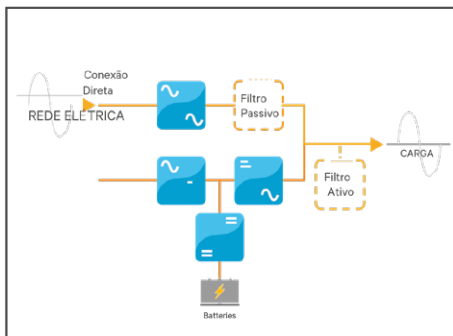 Conexão
Direta
REDE ELÉTRICA
Filtro
Passivo
CARGA
Filtro
Ativo
Batteries